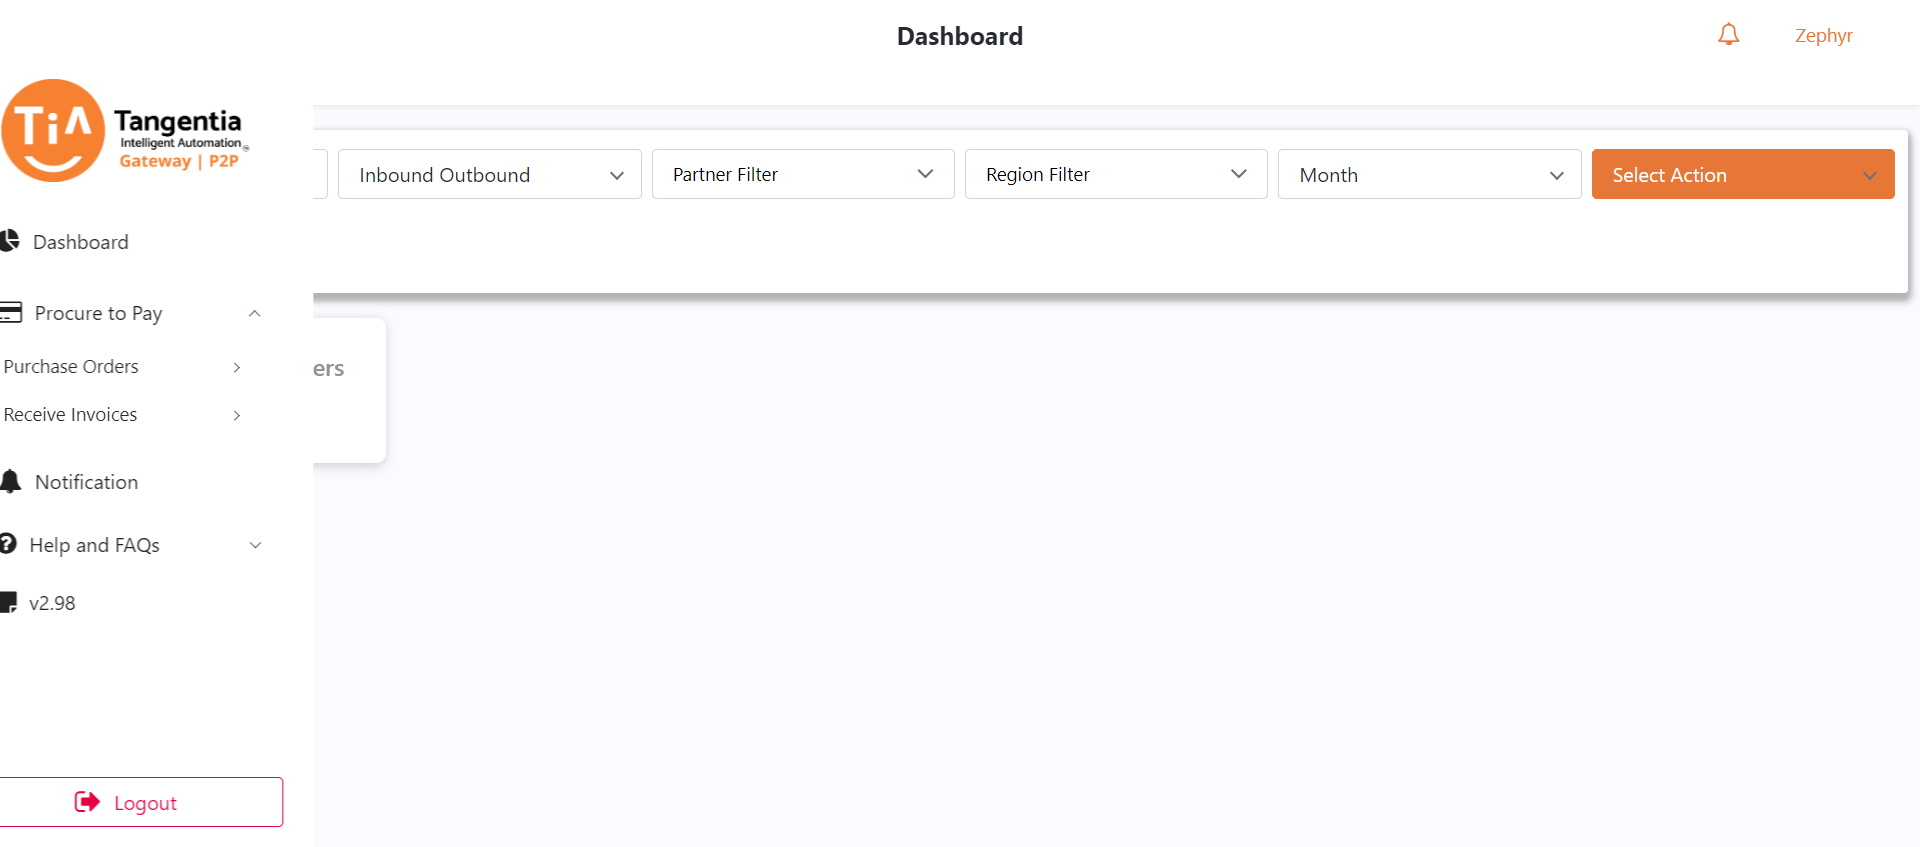 Dashboard
Zephyr
TiA
Tangentia
Intelligent Automation
Gateway | P2P
Inbound Outbound
Partner Filter
Region Filter
Month
Select Action
Dashboard
Procure to Pay
ers
Purchase Orders
Receive Invoices
Notification
Help and FAQs
v2.98
Logout